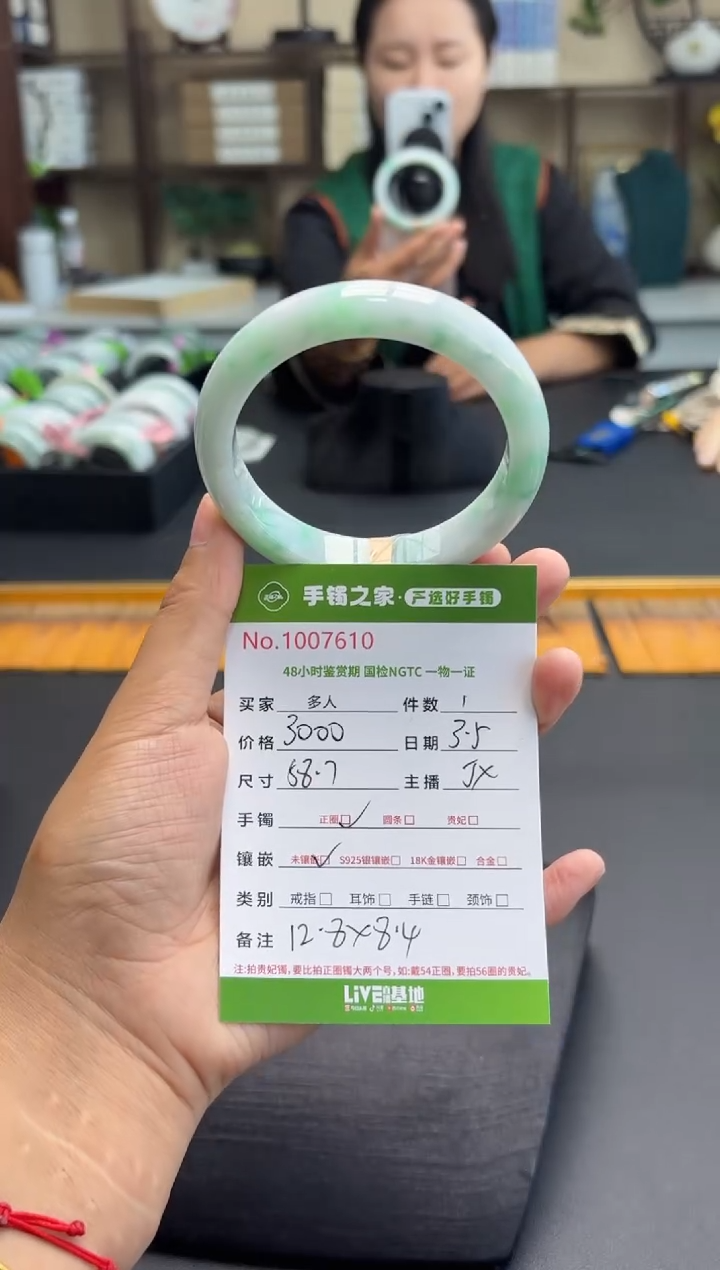 手镯之家·严选好手镯
No.1007610
48小时鉴赏期 国检NGTC 一物一证
买家 多人 件数 1
价格 3000 日期 3.5
尺寸 58.7 主播 JX
手镯 正圈☑ 圆条□ 贵妃□
镶嵌 未镶嵌☑ S925银镶嵌□ 18K金镶嵌□ 合金□
类别 戒指□ 耳饰□ 手链□ 颈饰□
备注 12.8×8.4
注:拍贵妃镯,要比拍正圈镯大两个号,如:戴54正圈,要拍56圈的贵妃。
LIVE 基地